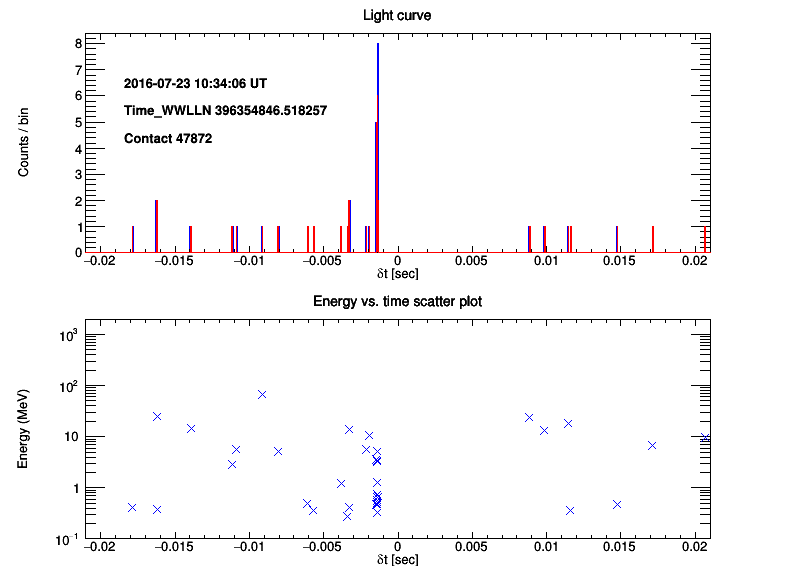 Light curve
8
7
6
5
4
3
2
1
0
Counts / bin
2016-07-23 10:34:06 UT
Time_WWLLN 396354846.518257
Contact 47872
−0.02 −0.015 −0.01 −0.005 0 0.005 0.01 0.015 0.02
δt [sec]
Energy vs. time scatter plot
10³
10²
10
1
10⁻¹
Energy (MeV)
−0.02 −0.015 −0.01 −0.005 0 0.005 0.01 0.015 0.02
δt [sec]